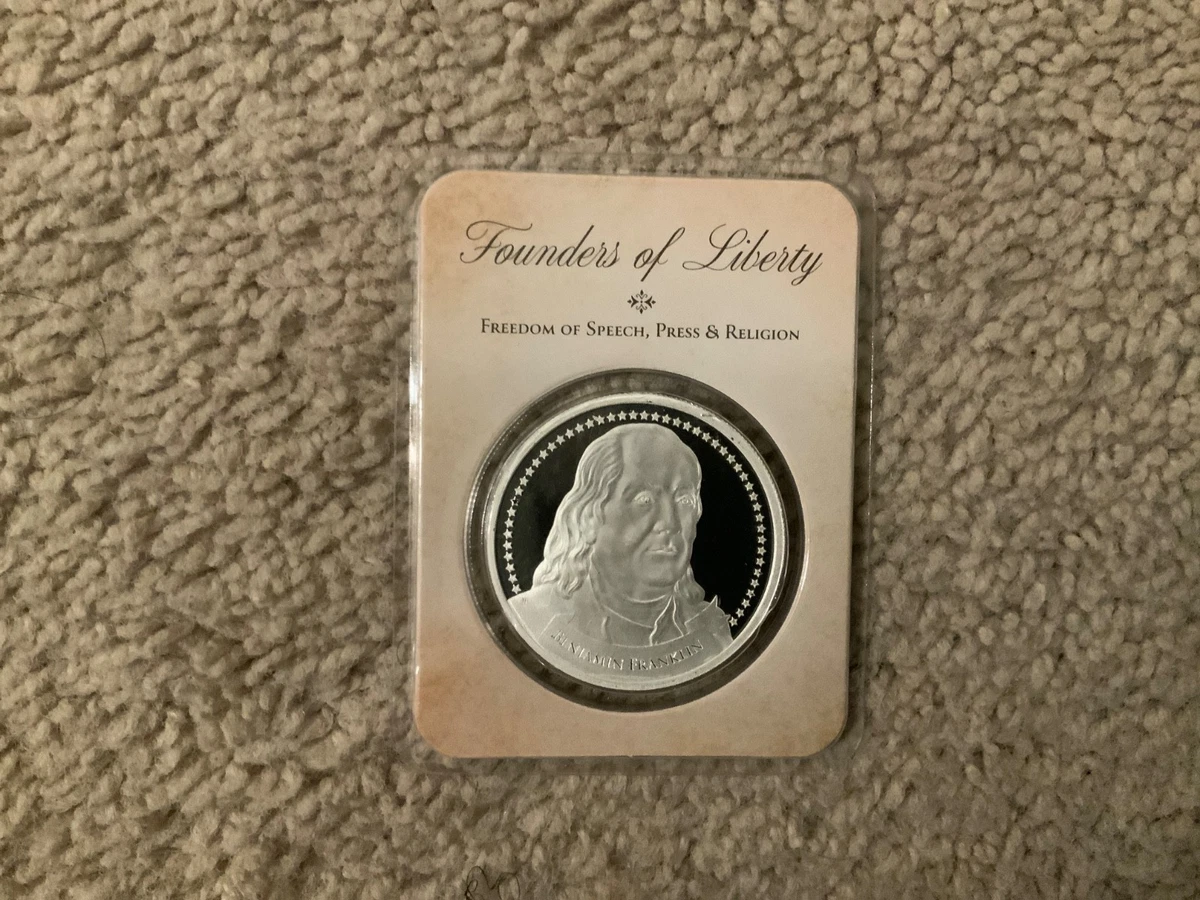 Founders of Liberty
Freedom of Speech, Press & Religion
Benjamin Franklin